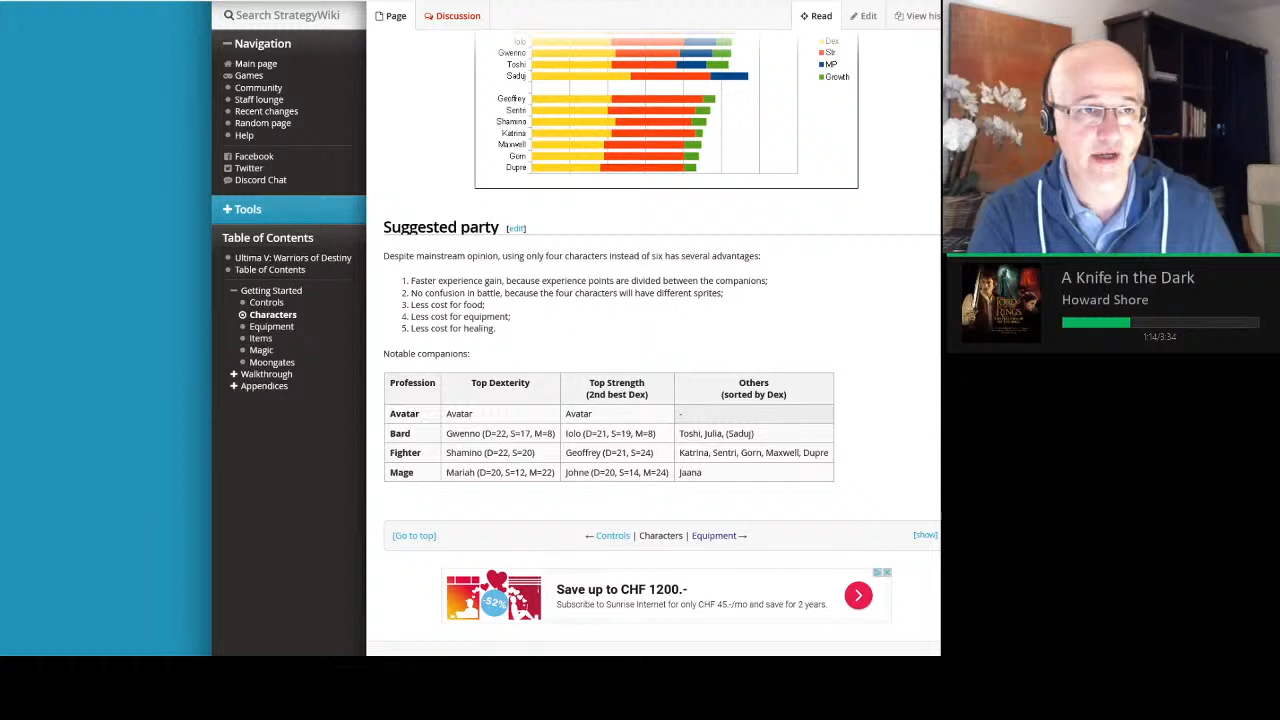 Search StrategyWiki
Page
Discussion
Read
Edit
View his
Navigation
Main page
Games
Community
Staff lounge
Recent changes
Random page
Help
Facebook
Twitter
Discord Chat
Tools
Table of Contents
Ultima V: Warriors of Destiny
Table of Contents
Getting Started
Controls
Characters
Equipment
Items
Magic
Moongates
Walkthrough
Appendices
Iolo
Gwenno
Toshi
Saduj
Geoffrey
Sentri
Shamino
Katrina
Maxwell
Gorn
Dupre
Dex
Str
MP
Growth
Suggested party [edit]
Despite mainstream opinion, using only four characters instead of six has several advantages:
1. Faster experience gain, because experience points are divided between the companions;
2. No confusion in battle, because the four characters will have different sprites;
3. Less cost for food;
4. Less cost for equipment;
5. Less cost for healing.
Notable companions:
Profession Top Dexterity Top Strength (2nd best Dex) Others (sorted by Dex)
Avatar Avatar Avatar -
Bard Gwenno (D=22, S=17, M=8) Iolo (D=21, S=19, M=8) Toshi, Julia, (Saduj)
Fighter Shamino (D=22, S=20) Geoffrey (D=21, S=24) Katrina, Sentri, Gorn, Maxwell, Dupre
Mage Mariah (D=20, S=12, M=22) Johne (D=20, S=14, M=24) Jaana
[Go to top] ← Controls | Characters | Equipment → [show]
-52%
Save up to CHF 1200.-
Subscribe to Sunrise Internet for only CHF 45.-/mo and save for 2 years.
A Knife in the Dark
Howard Shore
1:14/3:34